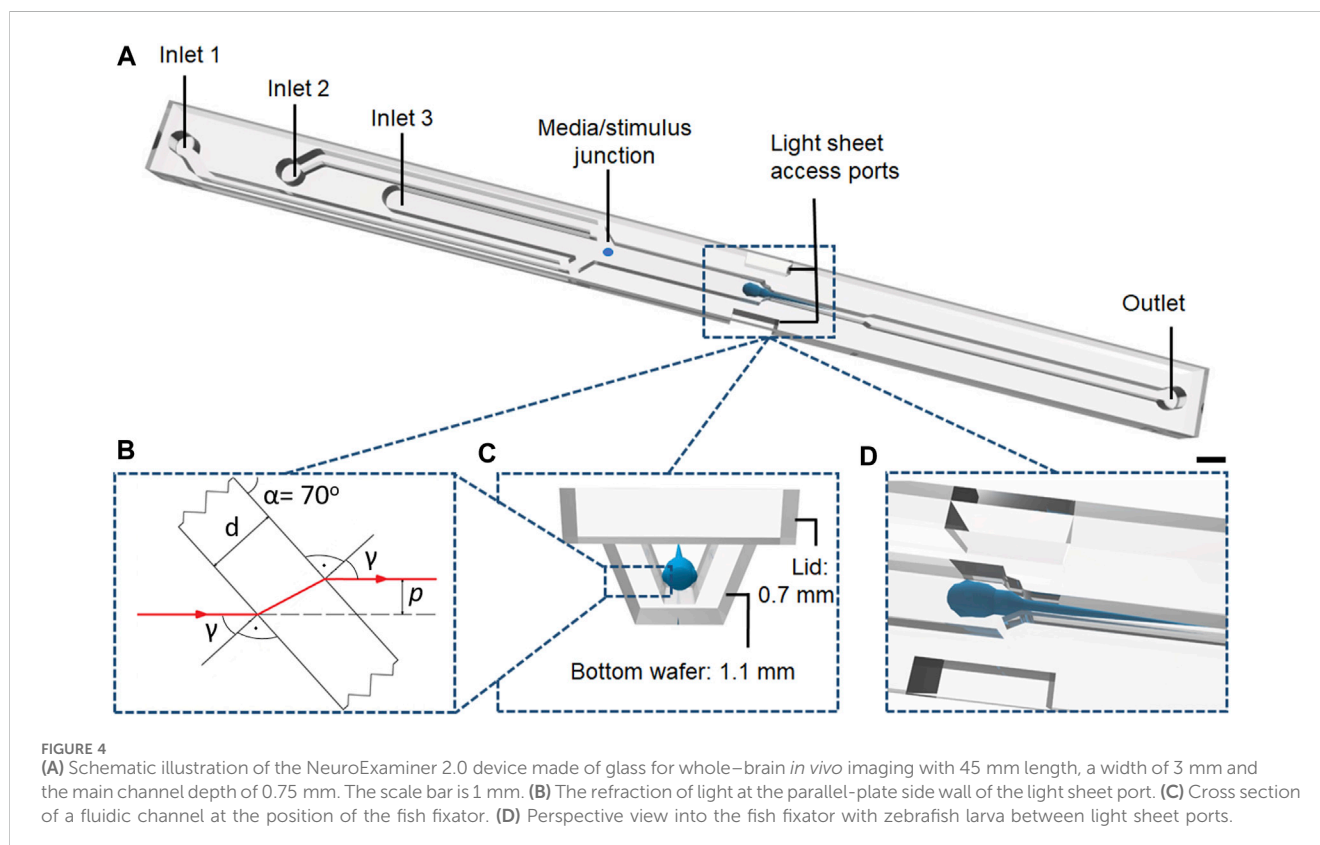 A
Inlet 1
Inlet 2
Inlet 3
Media/stimulus
junction
Light sheet
access ports
Outlet
B
α= 70°
d
γ
p
γ
C
Lid:
0.7 mm
Bottom wafer: 1.1 mm
D
FIGURE 4
(A) Schematic illustration of the NeuroExaminer 2.0 device made of glass for whole–brain in vivo imaging with 45 mm length, a width of 3 mm and
the main channel depth of 0.75 mm. The scale bar is 1 mm. (B) The refraction of light at the parallel-plate side wall of the light sheet port. (C) Cross section
of a fluidic channel at the position of the fish fixator. (D) Perspective view into the fish fixator with zebrafish larva between light sheet ports.